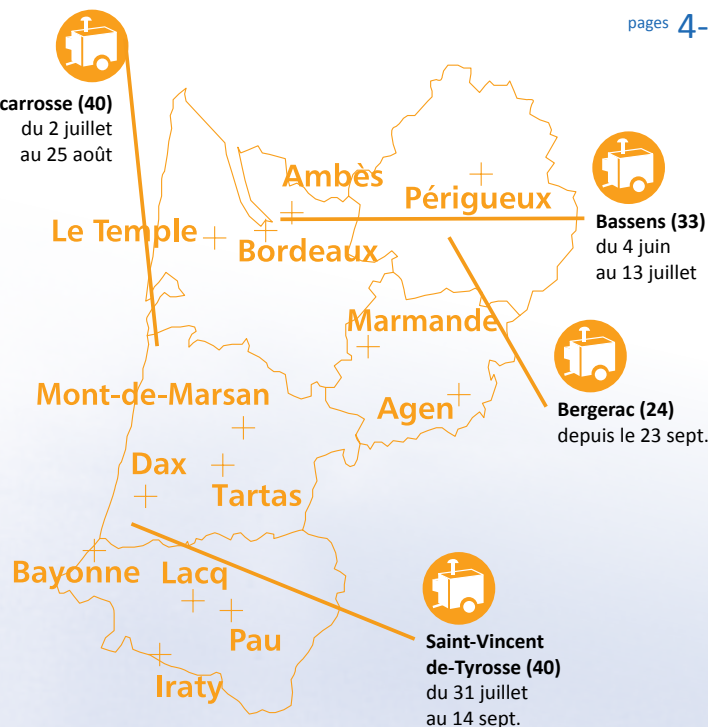 pages 4-
carrosse (40)
du 2 juillet
au 25 août
Ambès
Périgueux
Bassens (33)
du 4 juin
au 13 juillet
Le Temple
Bordeaux
Marmande
Mont-de-Marsan
Agen
Bergerac (24)
depuis le 23 sept.
Dax
Tartas
Bayonne
Lacq
Pau
Iraty
Saint-Vincent
de-Tyrosse (40)
du 31 juillet
au 14 sept.